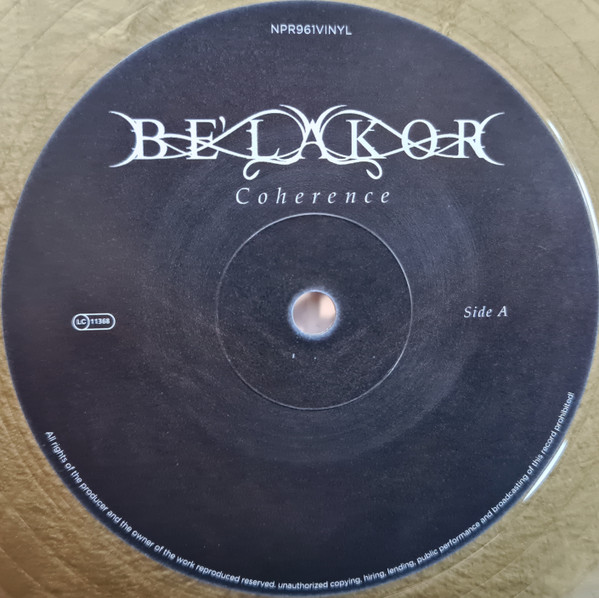 NPR961VINYL
BE'LAKOR
Coherence
LC 11368
Side A
All rights of the producer and the owner of the work reproduced reserved. unauthorized copying, hiring, lending, public performance and broadcasting of this record prohibited!